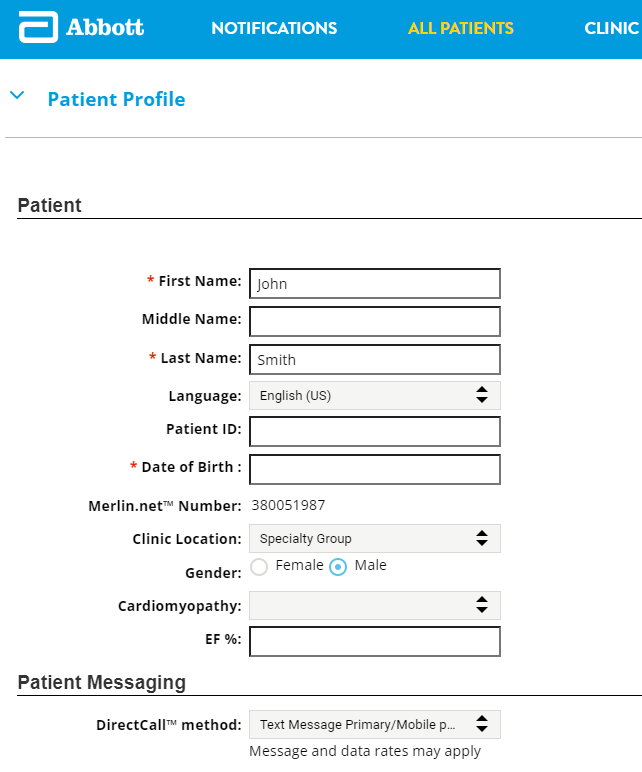 Abbott NOTIFICATIONS ALL PATIENTS CLINIC
Patient Profile
Patient
* First Name: John
Middle Name:
* Last Name: Smith
Language: English (US)
Patient ID:
* Date of Birth :
Merlin.net™ Number: 380051987
Clinic Location: Specialty Group
Gender: Female Male
Cardiomyopathy:
EF %:
Patient Messaging
DirectCall™ method: Text Message Primary/Mobile p...
Message and data rates may apply